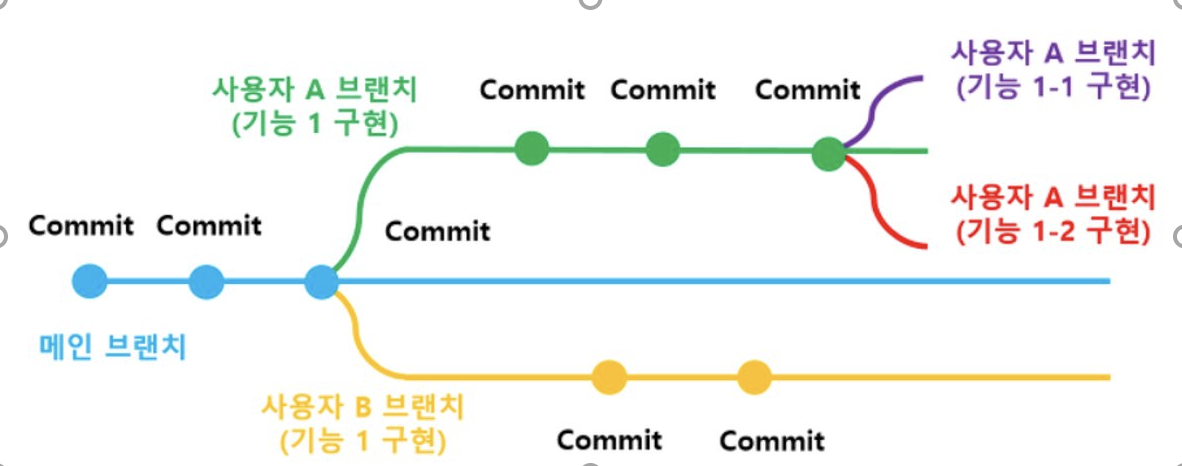 사용자 A 브랜치
(기능 1-1 구현)
사용자 A 브랜치
(기능 1 구현)
Commit Commit Commit
사용자 A 브랜치
(기능 1-2 구현)
Commit Commit
Commit
메인 브랜치
사용자 B 브랜치
(기능 1 구현)
Commit Commit